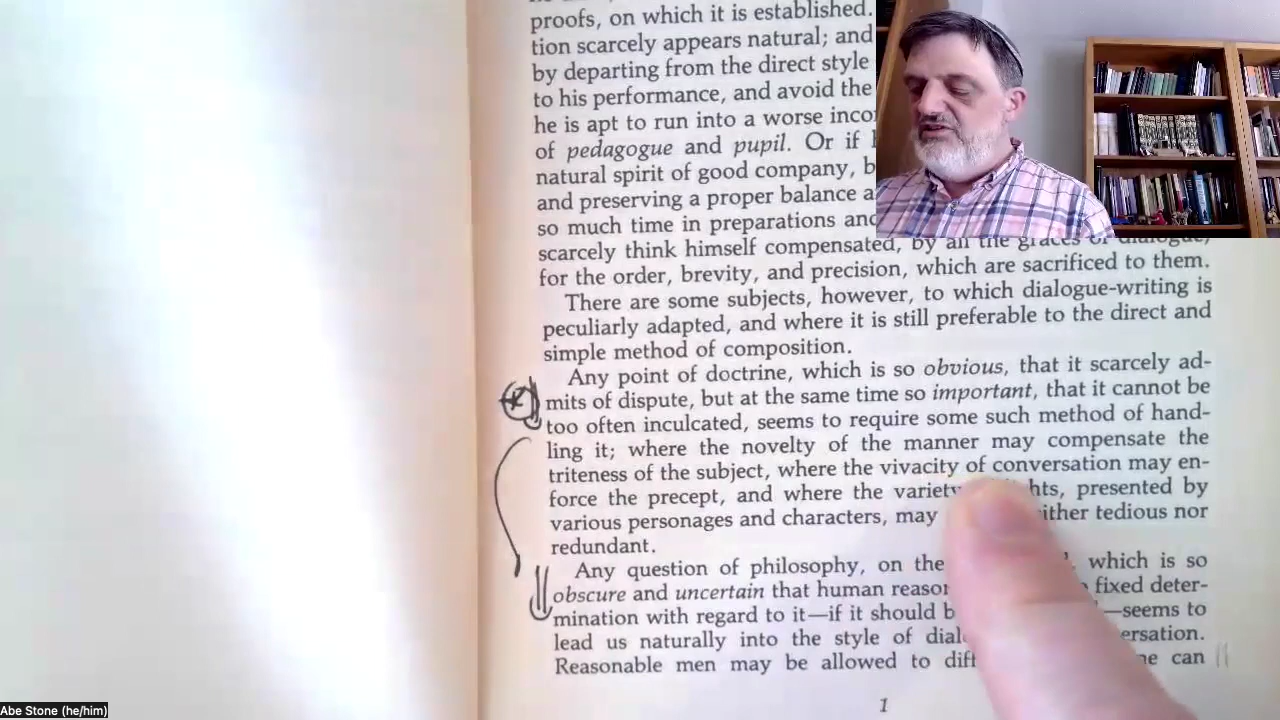 proofs, on which it is established.
tion scarcely appears natural; and
by departing from the direct style
to his performance, and avoid the
he is apt to run into a worse inco
of pedagogue and pupil. Or if
natural spirit of good company, b
and preserving a proper balance a
so much time in preparations and
scarcely think himself compensated, by all the graces of dialogue,
for the order, brevity, and precision, which are sacrificed to them.
There are some subjects, however, to which dialogue-writing is
peculiarly adapted, and where it is still preferable to the direct and
simple method of composition.
Any point of doctrine, which is so obvious, that it scarcely ad-
mits of dispute, but at the same time so important, that it cannot be
too often inculcated, seems to require some such method of hand-
ling it; where the novelty of the manner may compensate the
triteness of the subject, where the vivacity of conversation may en-
force the precept, and where the variety hts, presented by
various personages and characters, may ither tedious nor
redundant.
Any question of philosophy, on the which is so
obscure and uncertain that human reason fixed deter-
mination with regard to it—if it should b —seems to
lead us naturally into the style of dial ersation.
Reasonable men may be allowed to diff ne can
1
Abe Stone (he/him)